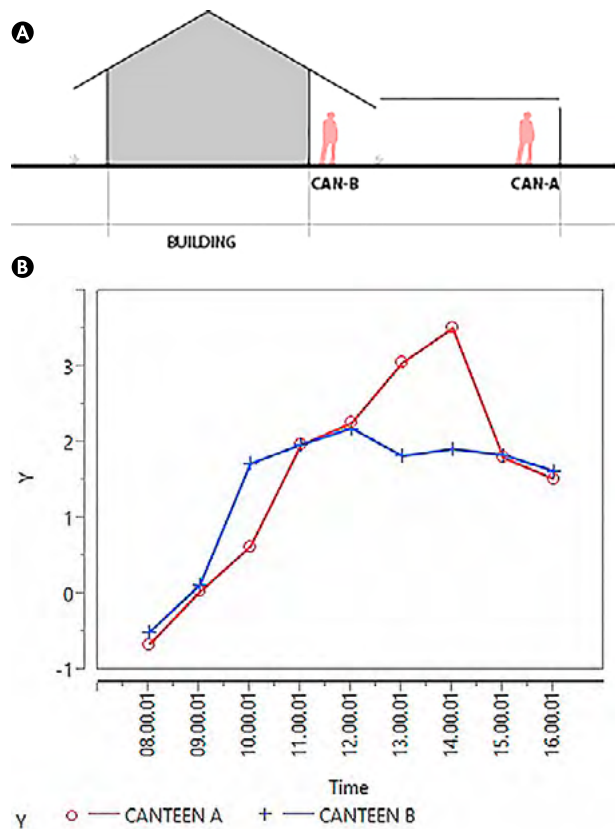 A
CAN-B CAN-A
BUILDING
B
3
2
1
0
-1
Y
08.00.01 09.00.01 10.00.01 11.00.01 12.00.01 13.00.01 14.00.01 15.00.01 16.00.01
Time
Y CANTEEN A CANTEEN B